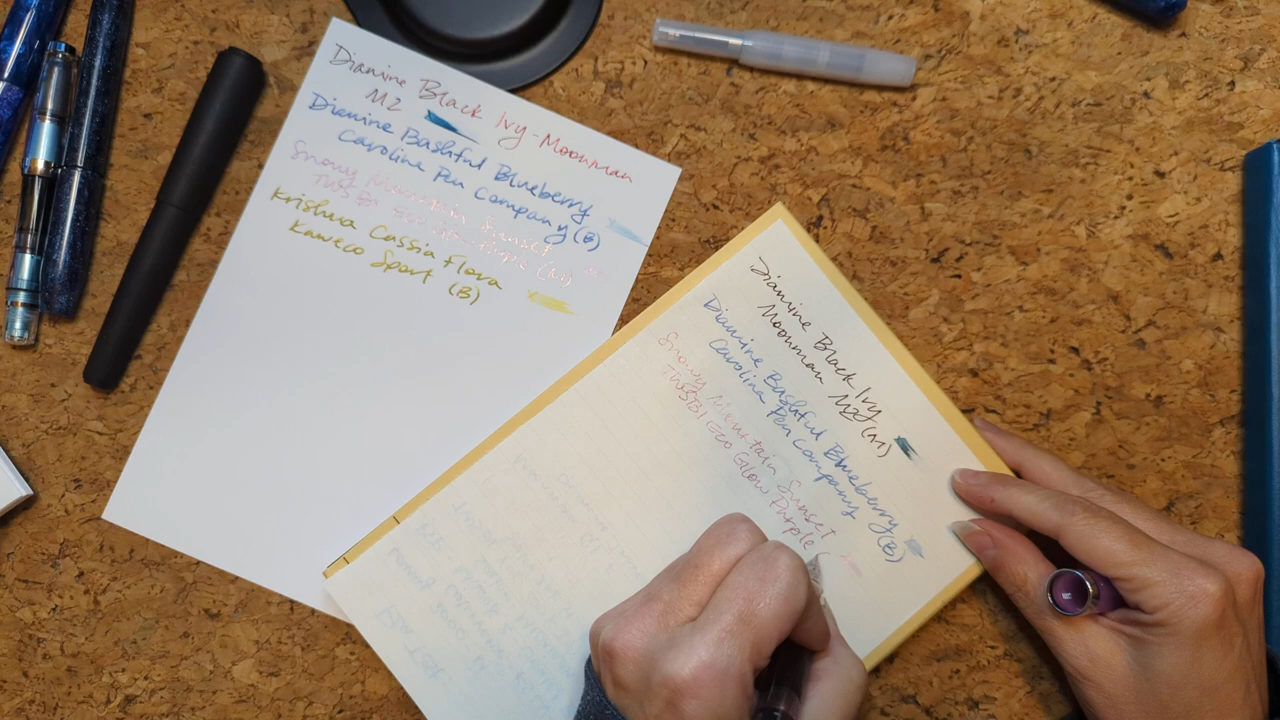 Diamine Black Ivy - Moonman
M2
Diamine Bashful Blueberry
Carolina Pen Company (B)
Snowy Mountain Sunset
TWSBI Eco Glow Purple (M)
Krishna Cassia Flora
Kaweco Sport (B)
Diamine Black Ivy
Moonman M2 (M)
Diamine Bashful Blueberry
Carolina Pen Company (B)
Snowy Mountain Sunset
TWSBI Eco Glow Purple (